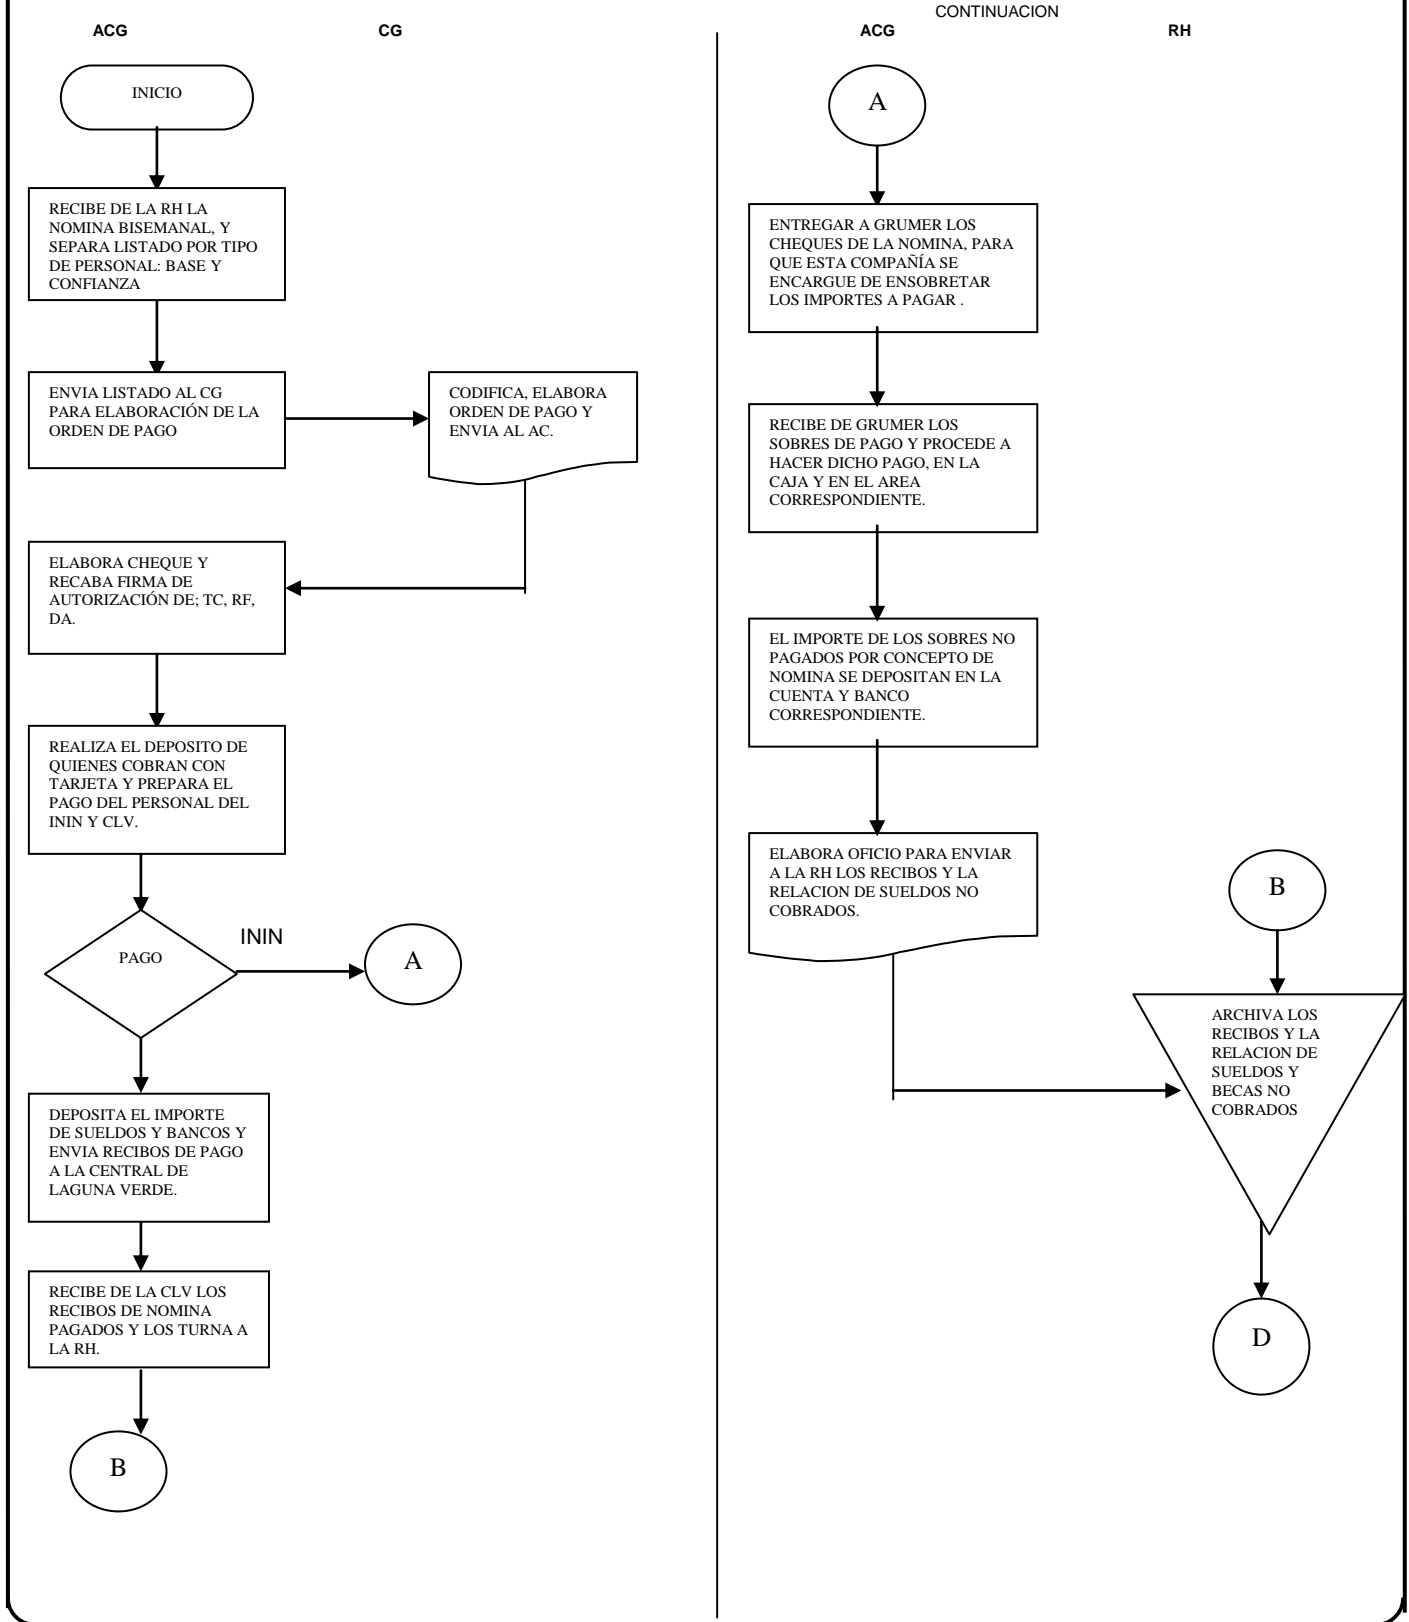 CONTINUACION
ACG
CG
INICIO
RECIBE DE LA RH LA
NOMINA BISEMANAL, Y
SEPARA LISTADO POR TIPO
DE PERSONAL: BASE Y
CONFIANZA
ENVIA LISTADO AL CG
PARA ELABORACIÓN DE LA
ORDEN DE PAGO
CODIFICA, ELABORA
ORDEN DE PAGO Y
ENVIA AL AC.
ELABORA CHEQUE Y
RECABA FIRMA DE
AUTORIZACIÓN DE; TC, RF,
DA.
REALIZA EL DEPOSITO DE
QUIENES COBRAN CON
TARJETA Y PREPARA EL
PAGO DEL PERSONAL DEL
ININ Y CLV.
PAGO
ININ
A
DEPOSITA EL IMPORTE
DE SUELDOS Y BANCOS Y
ENVIA RECIBOS DE PAGO
A LA CENTRAL DE
LAGUNA VERDE.
RECIBE DE LA CLV LOS
RECIBOS DE NOMINA
PAGADOS Y LOS TURNA A
LA RH.
B
ACG
RH
A
ENTREGAR A GRUMER LOS
CHEQUES DE LA NOMINA, PARA
QUE ESTA COMPAÑÍA SE
ENCARGUE DE ENSOBRETAR
LOS IMPORTES A PAGAR .
RECIBE DE GRUMER LOS
SOBRES DE PAGO Y PROCEDE A
HACER DICHO PAGO, EN LA
CAJA Y EN EL AREA
CORRESPONDIENTE.
EL IMPORTE DE LOS SOBRES NO
PAGADOS POR CONCEPTO DE
NOMINA SE DEPOSITAN EN LA
CUENTA Y BANCO
CORRESPONDIENTE.
ELABORA OFICIO PARA ENVIAR
A LA RH LOS RECIBOS Y LA
RELACION DE SUELDOS NO
COBRADOS.
B
ARCHIVA LOS
RECIBOS Y LA
RELACION DE
SUELDOS Y
BECAS NO
COBRADOS
D